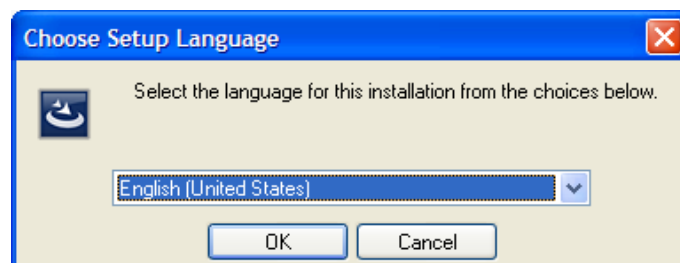 Choose Setup Language
Select the language for this installation from the choices below.
English (United States)
OK
Cancel